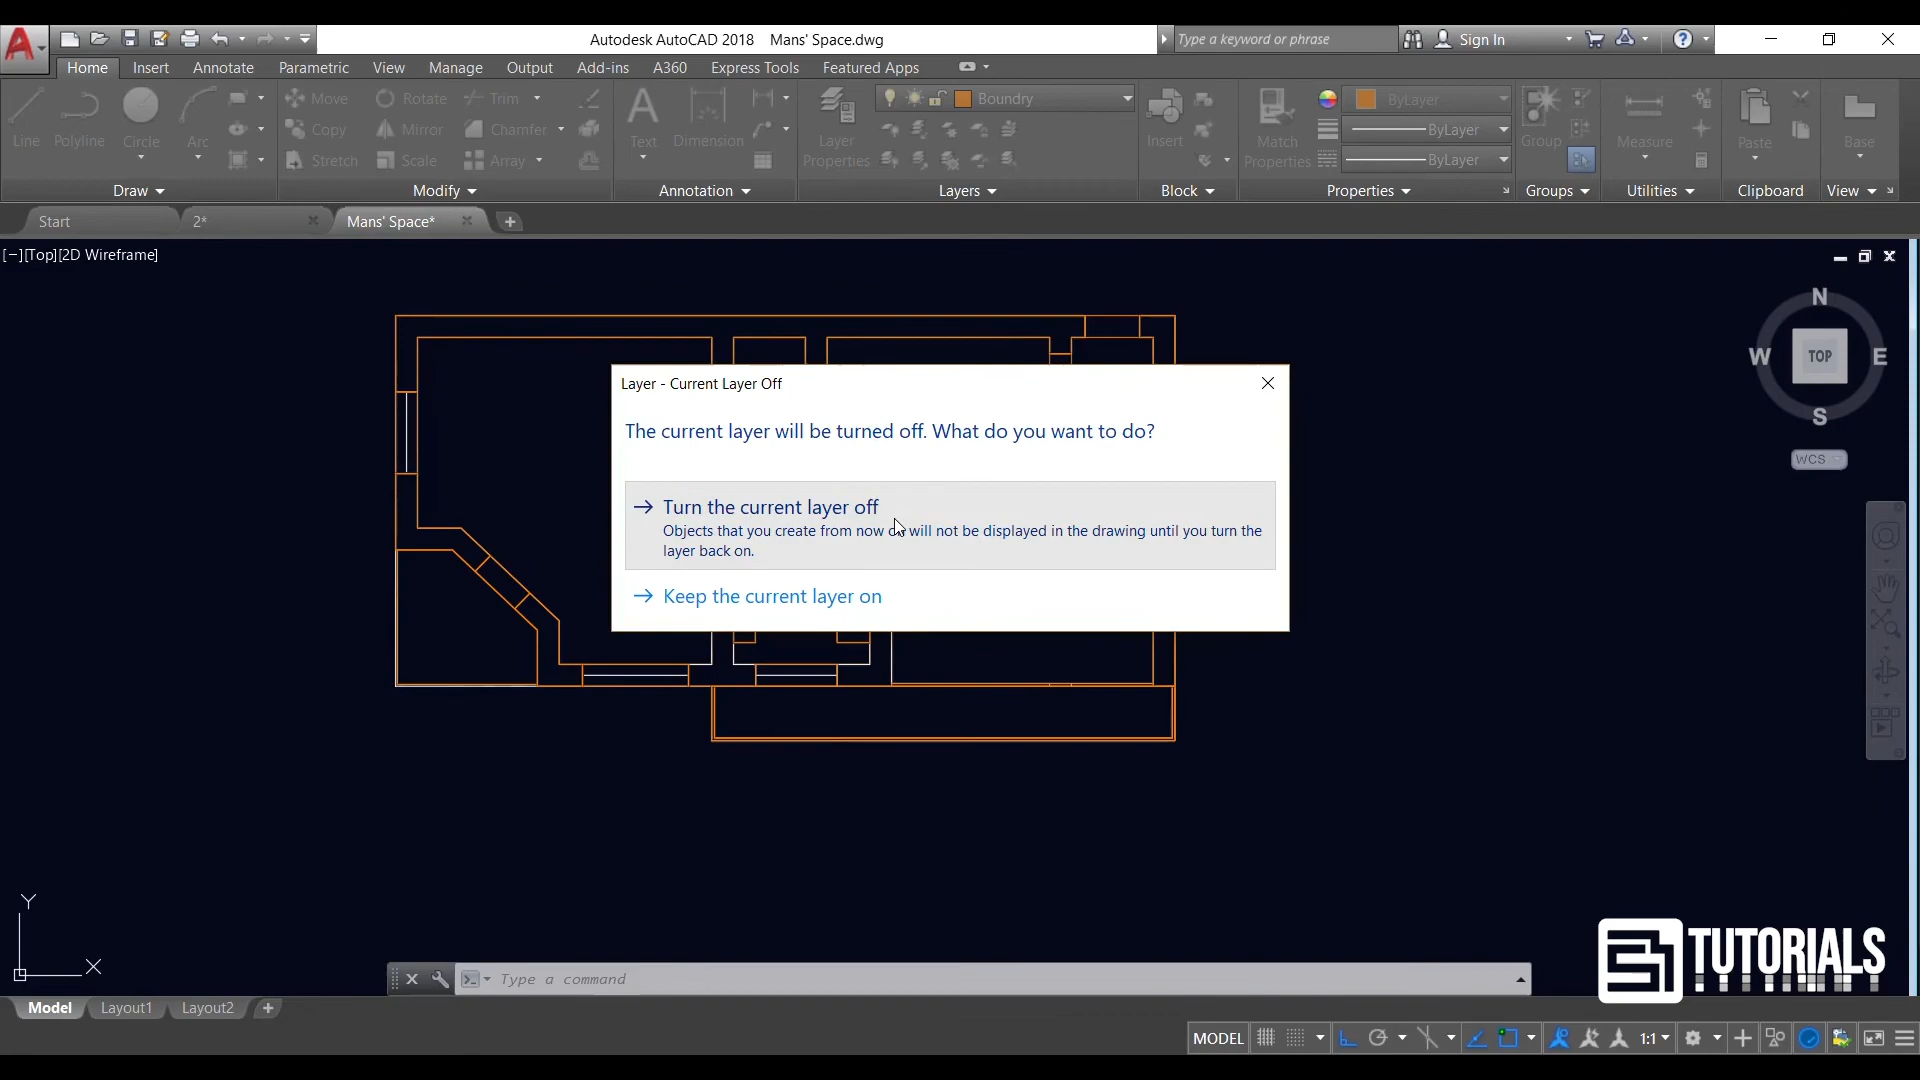 Autodesk AutoCAD 2018 Mans' Space.dwg
Type a keyword or phrase
Sign In
Home Insert Annotate Parametric View Manage Output Add-ins A360 Express Tools Featured Apps
Line Polyline Circle Arc
Move Rotate Trim
Copy Mirror Chamfer
Stretch Scale Array
Text Dimension
Layer
Properties
Boundry
Insert
Match
Properties
ByLayer
ByLayer
ByLayer
Group
Measure
Paste
Base
Draw Modify Annotation Layers Block Properties Groups Utilities Clipboard View
Start 2* Mans' Space*
[−][Top][2D Wireframe]
N
W TOP E
S
WCS
Layer - Current Layer Off
The current layer will be turned off. What do you want to do?
Turn the current layer off
Objects that you create from now will not be displayed in the drawing until you turn the
layer back on.
Keep the current layer on
Y
X
Type a command
TUTORIALS
Model Layout1 Layout2
MODEL 1:1